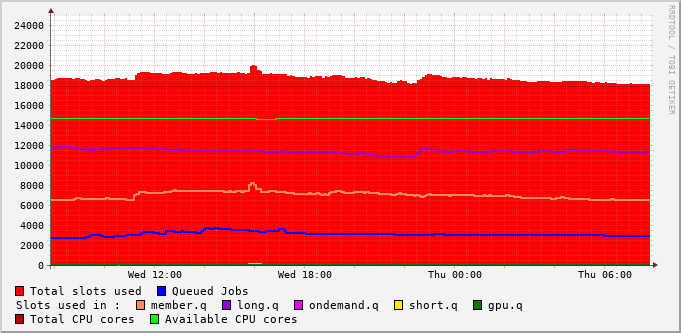 RRDTOOL / TOBI OETIKER
24000
22000
20000
18000
16000
14000
12000
10000
8000
6000
4000
2000
0
Wed 12:00 Wed 18:00 Thu 00:00 Thu 06:00
Total slots used Queued Jobs
Slots used in : member.q long.q ondemand.q short.q gpu.q
Total CPU cores Available CPU cores